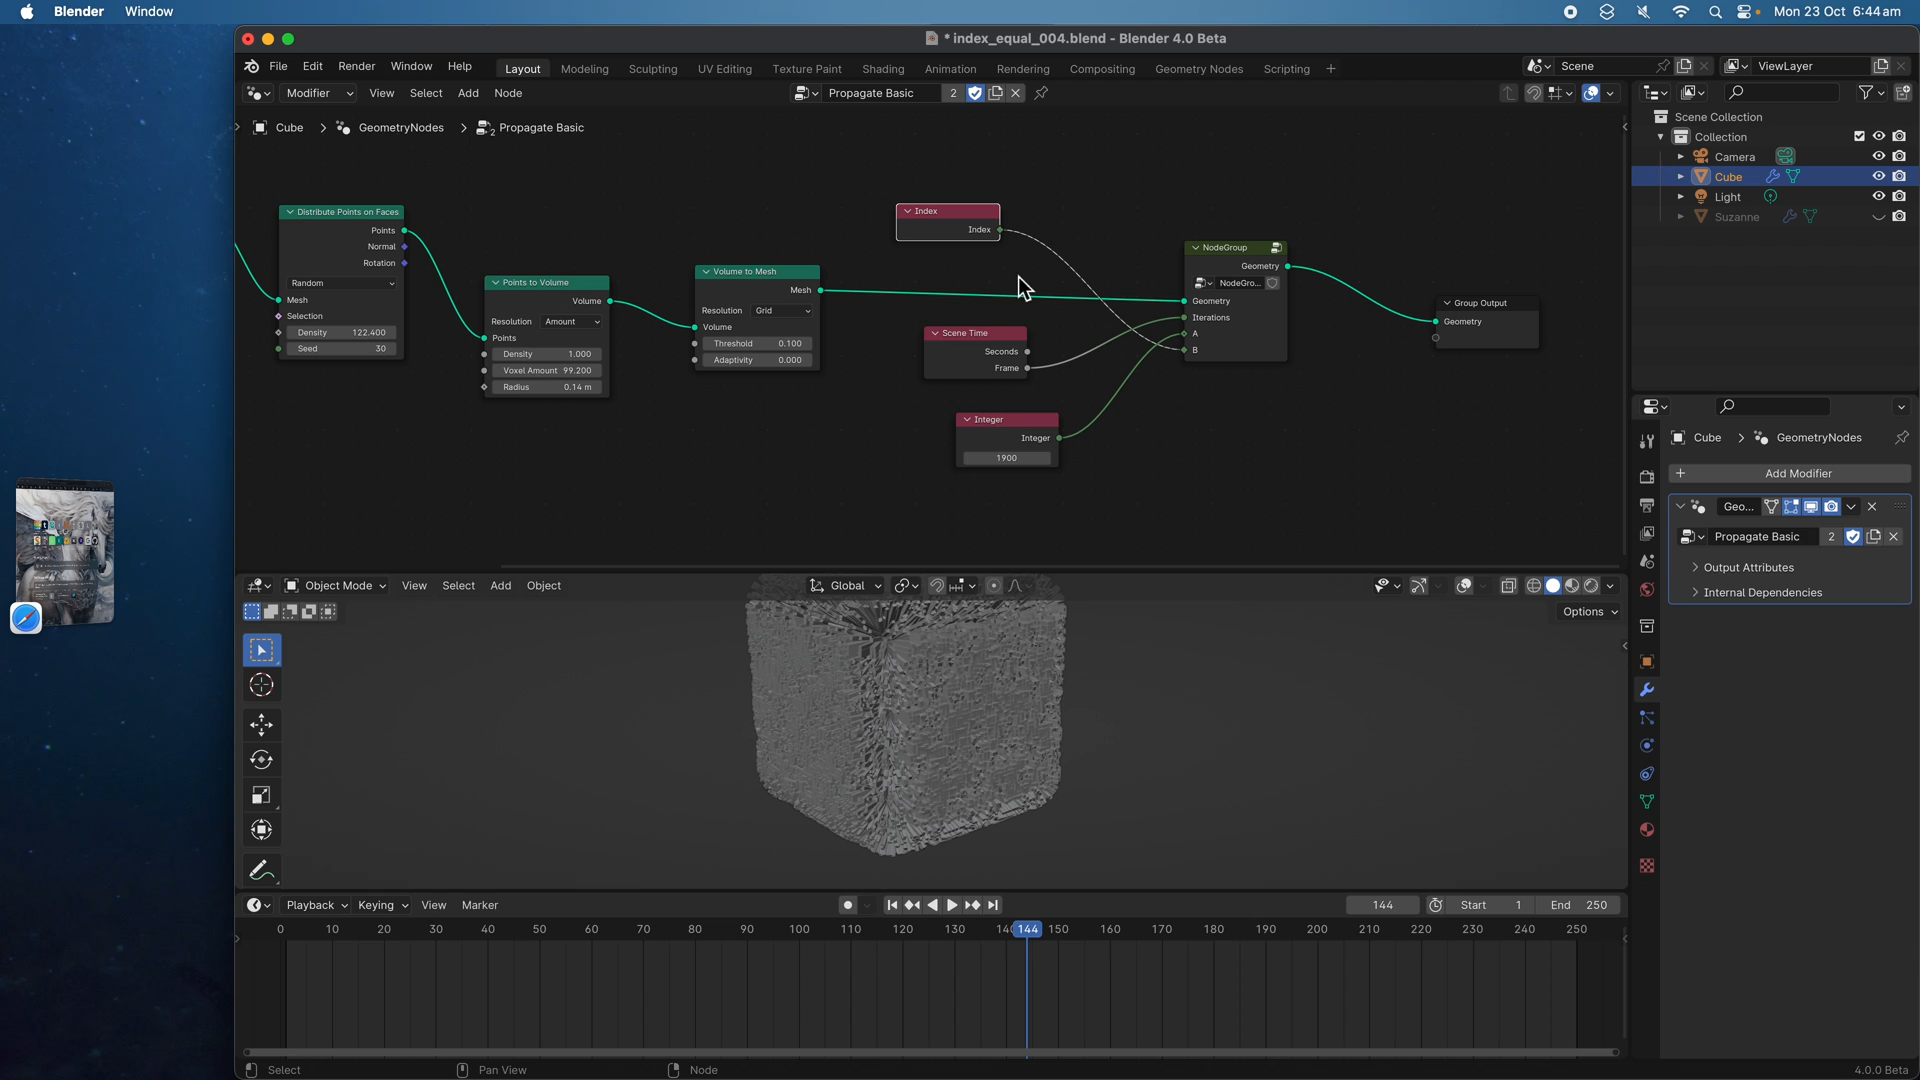 Blender Window Mon 23 Oct 6:44am
* index_equal_004.blend - Blender 4.0 Beta
File Edit Render Window Help Layout Modeling Sculpting UV Editing Texture Paint Shading Animation Rendering Compositing Geometry Nodes Scripting + Scene ViewLayer
Modifier View Select Add Node Propagate Basic 2
Cube > GeometryNodes > 2 Propagate Basic
Distribute Points on Faces
Points
Normal
Rotation
Random
Mesh
Selection
Density 122.400
Seed 30
Points to Volume
Volume
Resolution Amount
Points
Density 1.000
Voxel Amount 99.200
Radius 0.14 m
Volume to Mesh
Mesh
Resolution Grid
Volume
Threshold 0.100
Adaptivity 0.000
Index
Index
Scene Time
Seconds
Frame
Integer
Integer
1900
NodeGroup
Geometry
NodeGro...
Geometry
Iterations
A
B
Group Output
Geometry
Scene Collection
Collection
Camera
Cube
Light
Suzanne
Cube > GeometryNodes
+ Add Modifier
Geo...
Propagate Basic 2
> Output Attributes
> Internal Dependencies
Object Mode View Select Add Object Global
Options
Playback Keying View Marker 144 Start 1 End 250
0 10 20 30 40 50 60 70 80 90 100 110 120 130 14 144 150 160 170 180 190 200 210 220 230 240 250
Select Pan View Node 4.0.0 Beta